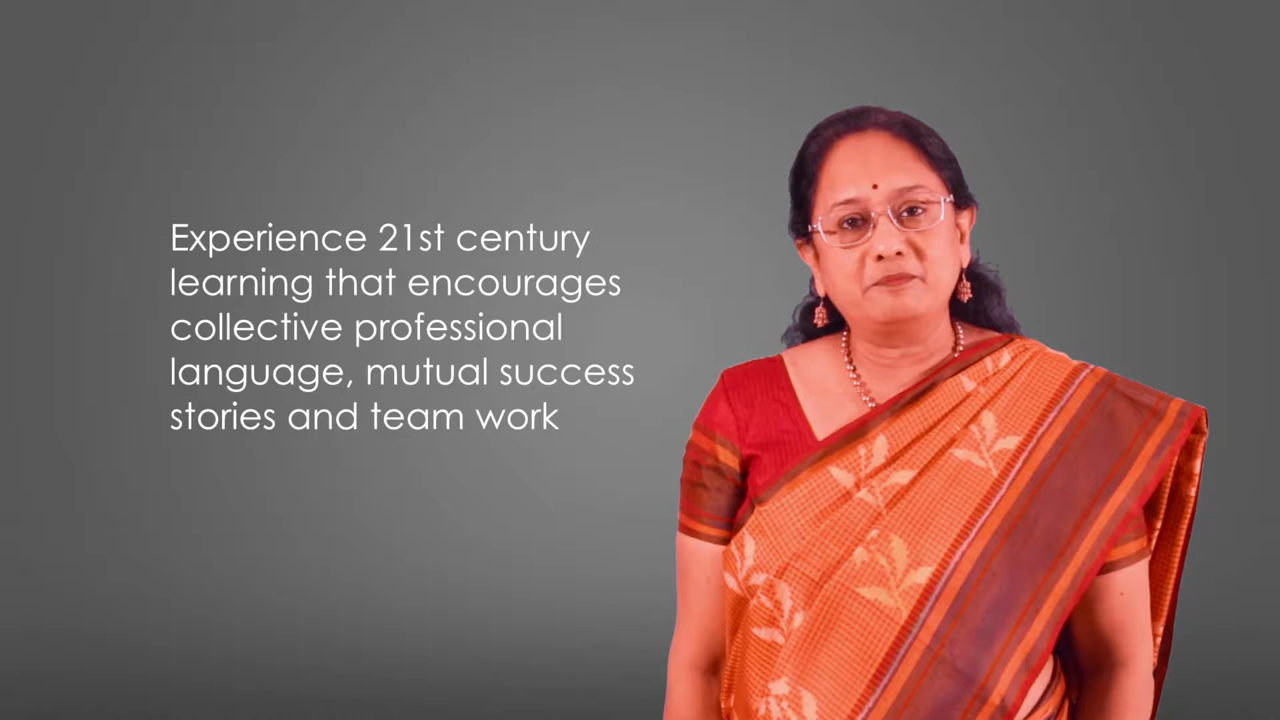 Experience 21st century
learning that encourages
collective professional
language, mutual success
stories and team work